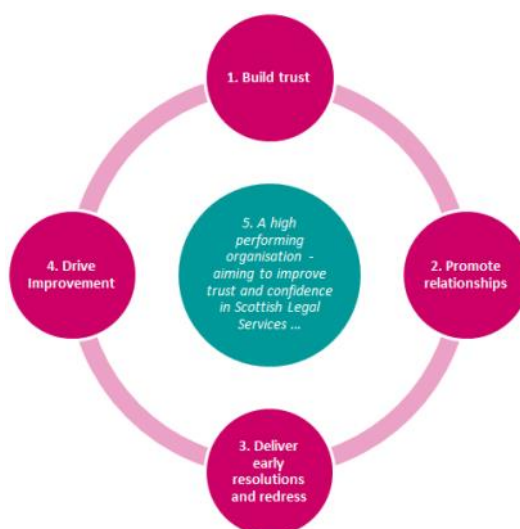 1. Build trust
5. A high
performing
organisation  -
aiming to improve
trust and confidence
in Scottish Legal
Services ...
4. Drive
Improvement
2. Promote
relationships
3. Deliver
early
resolutions
and redress